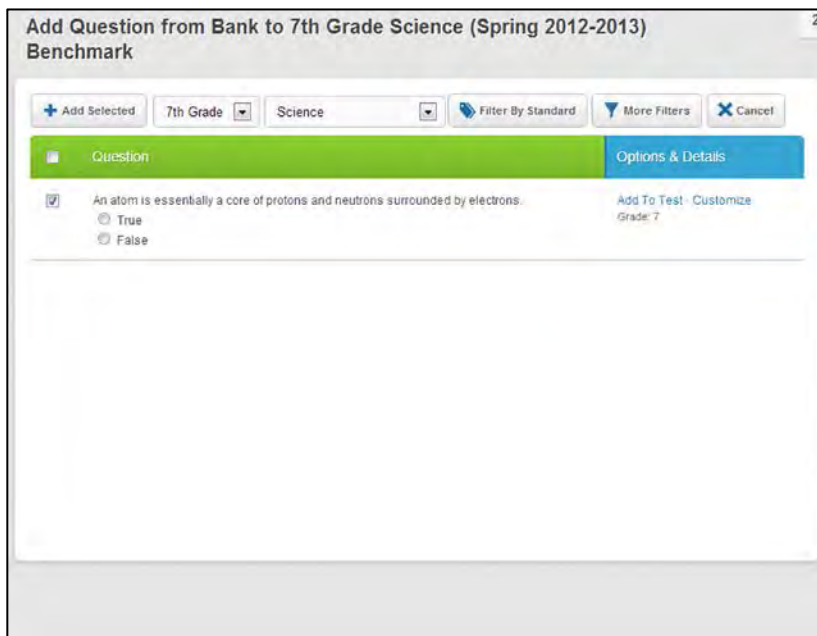 Add Question from Bank to 7th Grade Science (Spring 2012-2013)
Benchmark
2
Add Selected 7th Grade Science Filter By Standard More Filters Cancel
Question Options & Details
An atom is essentially a core of protons and neutrons surrounded by electrons. Add To Test · Customize
True Grade: 7
False